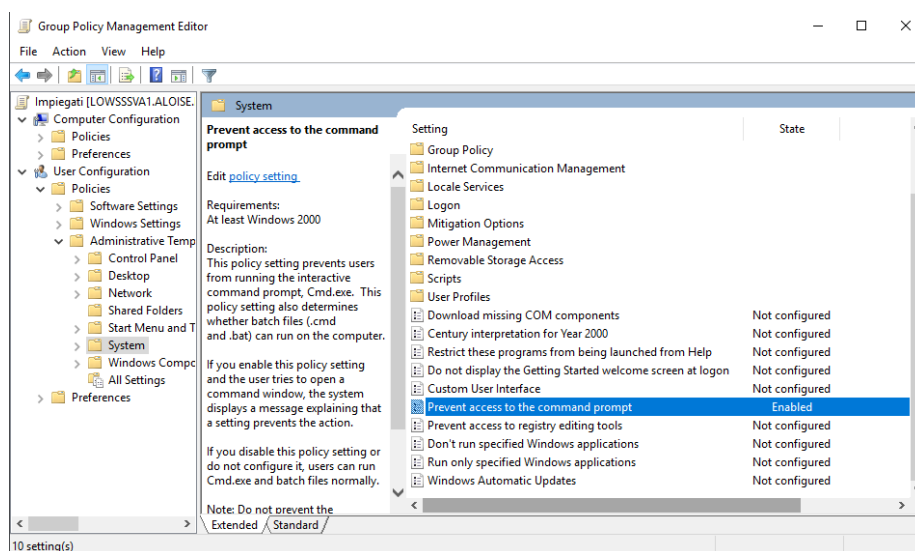 Group Policy Management Editor
File Action View Help
Impiegati [LOWSSSVA1.ALOISE.
Computer Configuration
Policies
Preferences
User Configuration
Policies
Software Settings
Windows Settings
Administrative Temp
Control Panel
Desktop
Network
Shared Folders
Start Menu and T
System
Windows Compc
All Settings
Preferences
System
Prevent access to the command
prompt
Edit policy setting
Requirements:
At least Windows 2000
Description:
This policy setting prevents users
from running the interactive
command prompt, Cmd.exe. This
policy setting also determines
whether batch files (.cmd
and .bat) can run on the computer.
If you enable this policy setting
and the user tries to open a
command window, the system
displays a message explaining that
a setting prevents the action.
If you disable this policy setting or
do not configure it, users can run
Cmd.exe and batch files normally.
Note: Do not prevent the
Setting State
Group Policy
Internet Communication Management
Locale Services
Logon
Mitigation Options
Power Management
Removable Storage Access
Scripts
User Profiles
Download missing COM components Not configured
Century interpretation for Year 2000 Not configured
Restrict these programs from being launched from Help Not configured
Do not display the Getting Started welcome screen at logon Not configured
Custom User Interface Not configured
Prevent access to the command prompt Enabled
Prevent access to registry editing tools Not configured
Don't run specified Windows applications Not configured
Run only specified Windows applications Not configured
Windows Automatic Updates Not configured
Extended Standard
10 setting(s)